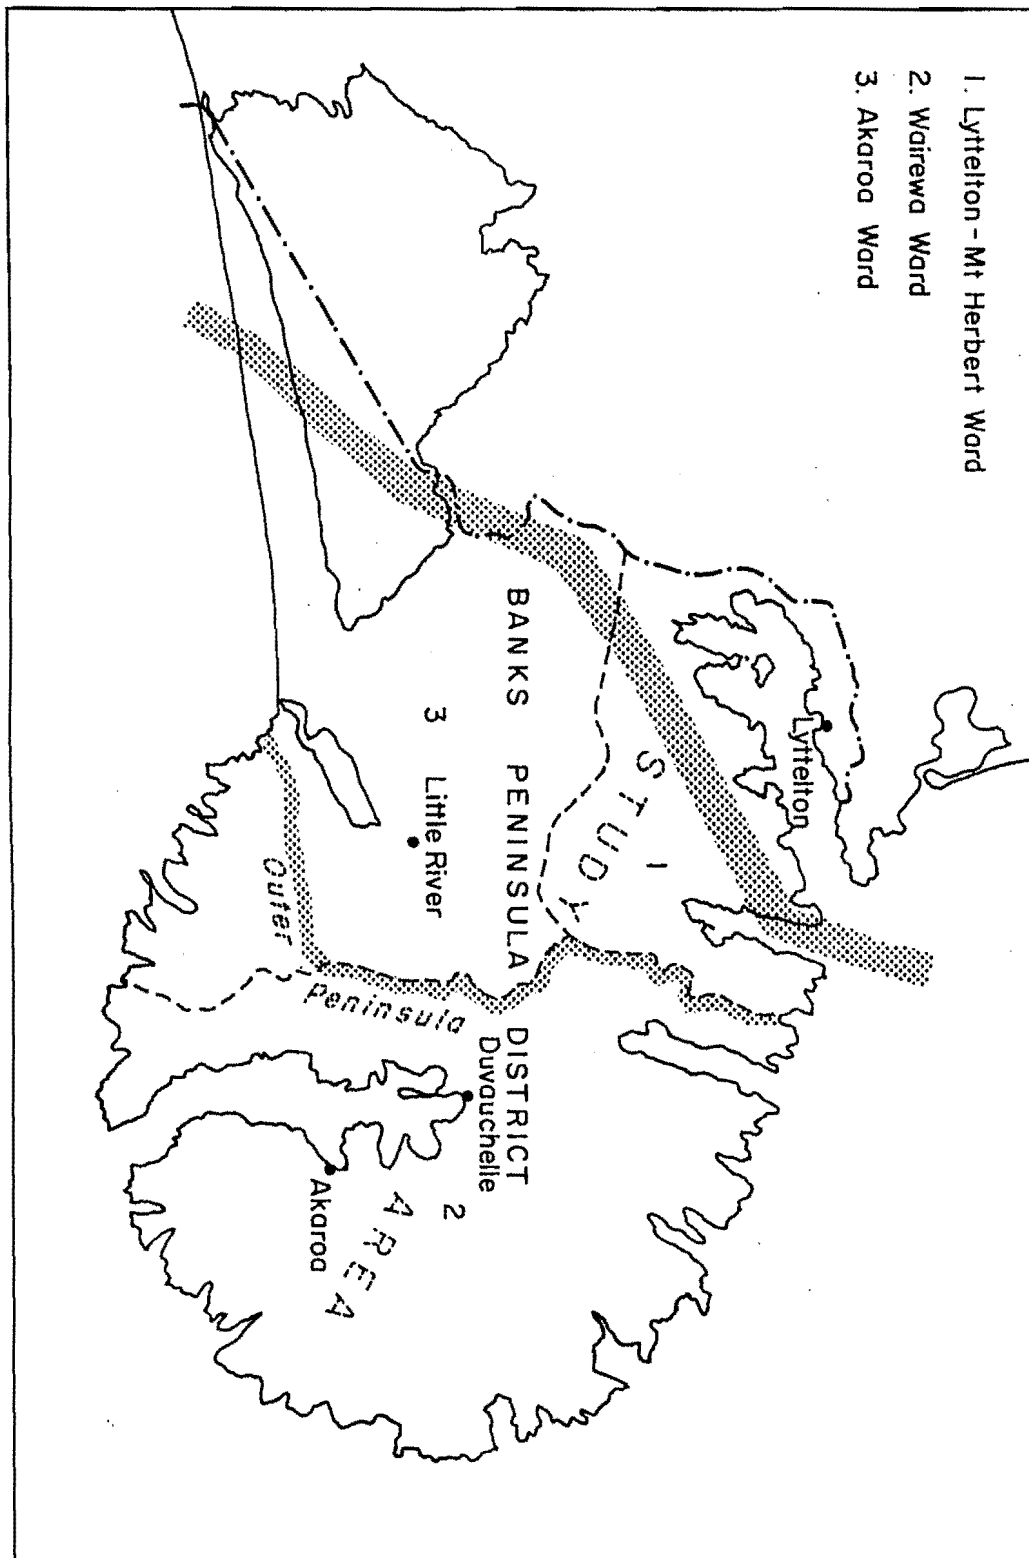 1. Lyttelton - Mt Herbert Ward
2. Wairewa Ward
3. Akaroa Ward
Lyttelton
1
STUDY
BANKS PENINSULA DISTRICT
3
Little River
Duvauchelle
2
Outer
Peninsula
AREA
Akaroa